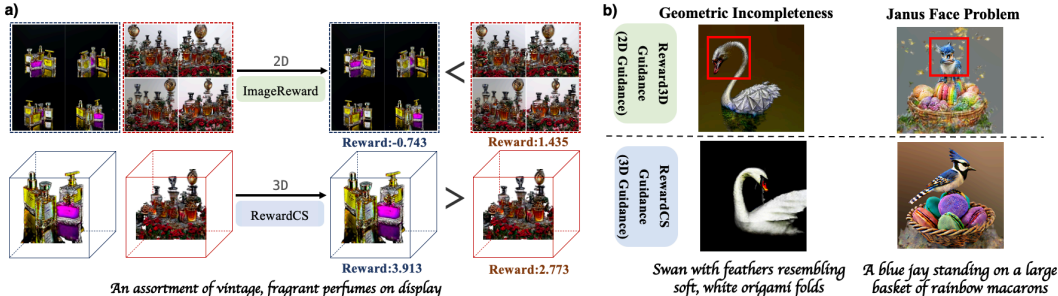 a)
2D
ImageReward
<
Reward:-0.743
Reward:1.435
3D
RewardCS
>
Reward:3.913
Reward:2.773
An assortment of vintage, fragrant perfumes on display
b)
Geometric Incompleteness
Janus Face Problem
Reward3D
Guidance
(2D Guidance)
RewardCS
Guidance
(3D Guidance)
Swan with feathers resembling
soft, white origami folds
A blue jay standing on a large
basket of rainbow macarons